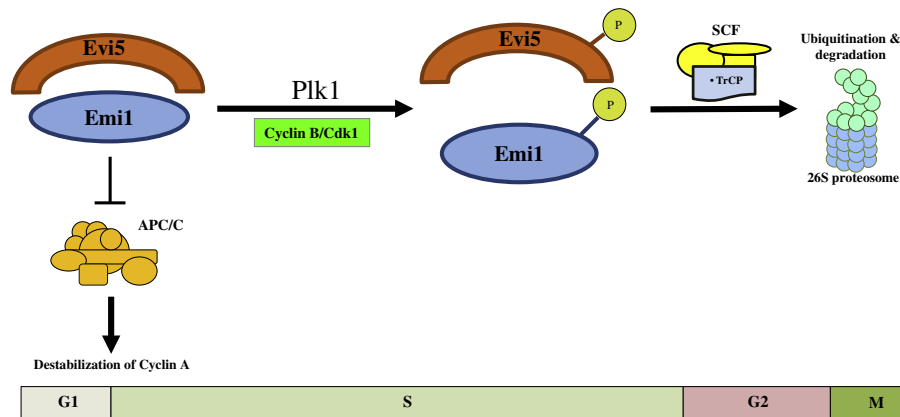 Evi5
Emi1
Plk1
Cyclin B/Cdk1
Evi5
P
P
Emi1
SCF
• TrCP
Ubiquitination &
degradation
26S proteosome
APC/C
Destabilization of Cyclin A
G1
S
G2
M